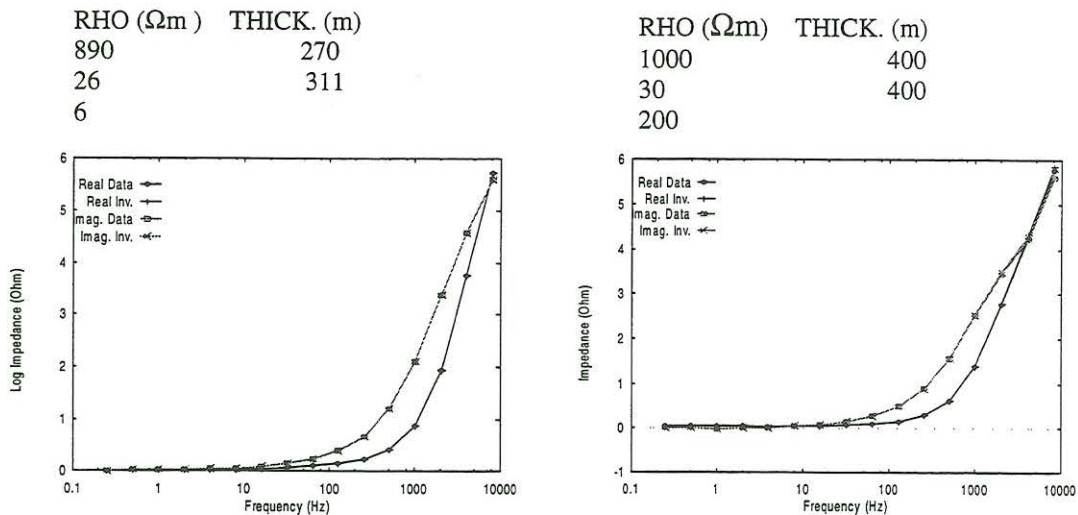 RHO (Ωm ) THICK. (m)
890 270
26 311
6
6
5
4
3
2
1
0
Real Data
Real Inv.
mag. Data
Imag. Inv.
Log Impedance (Ohm)
0.1 1 10 100 1000 10000
Frequency (Hz)
RHO (Ωm) THICK. (m)
1000 400
30 400
200
6
5
4
3
2
1
0
-1
Real Data
Real Inv.
mag. Data
Imag. Inv.
Impedance (Ohm)
0.1 1 10 100 1000 10000
Frequency (Hz)